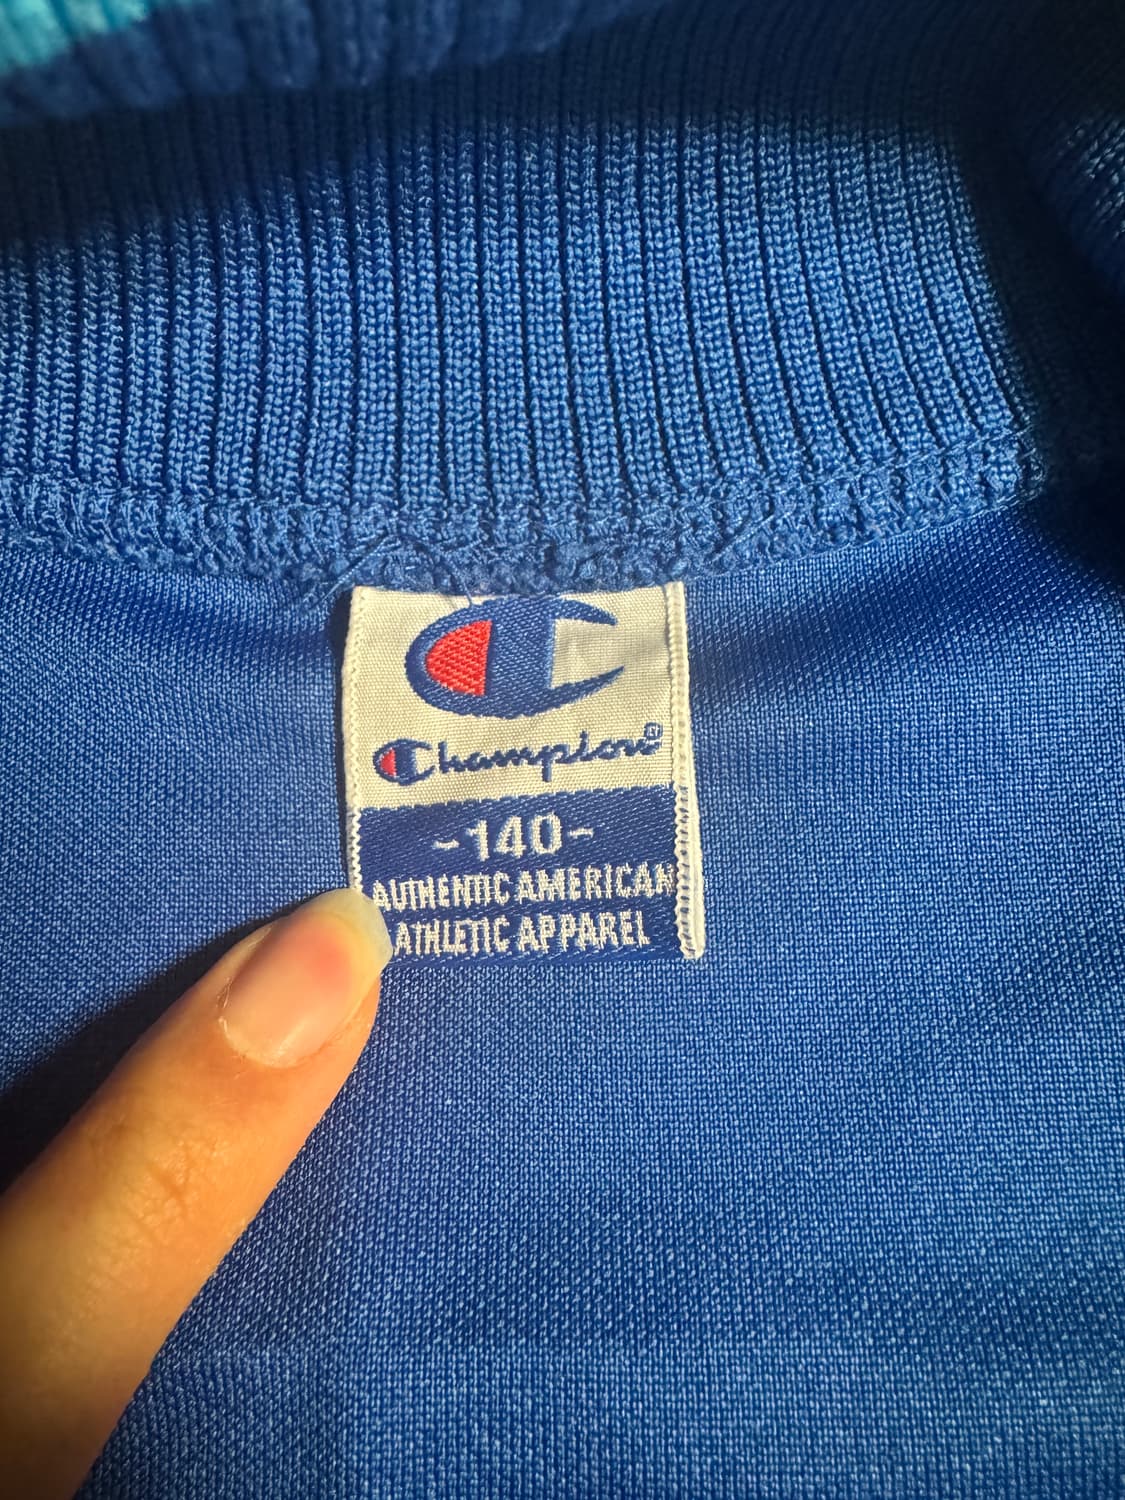 Champion®
-140-
AUTHENTIC AMERICAN
ATHLETIC APPAREL